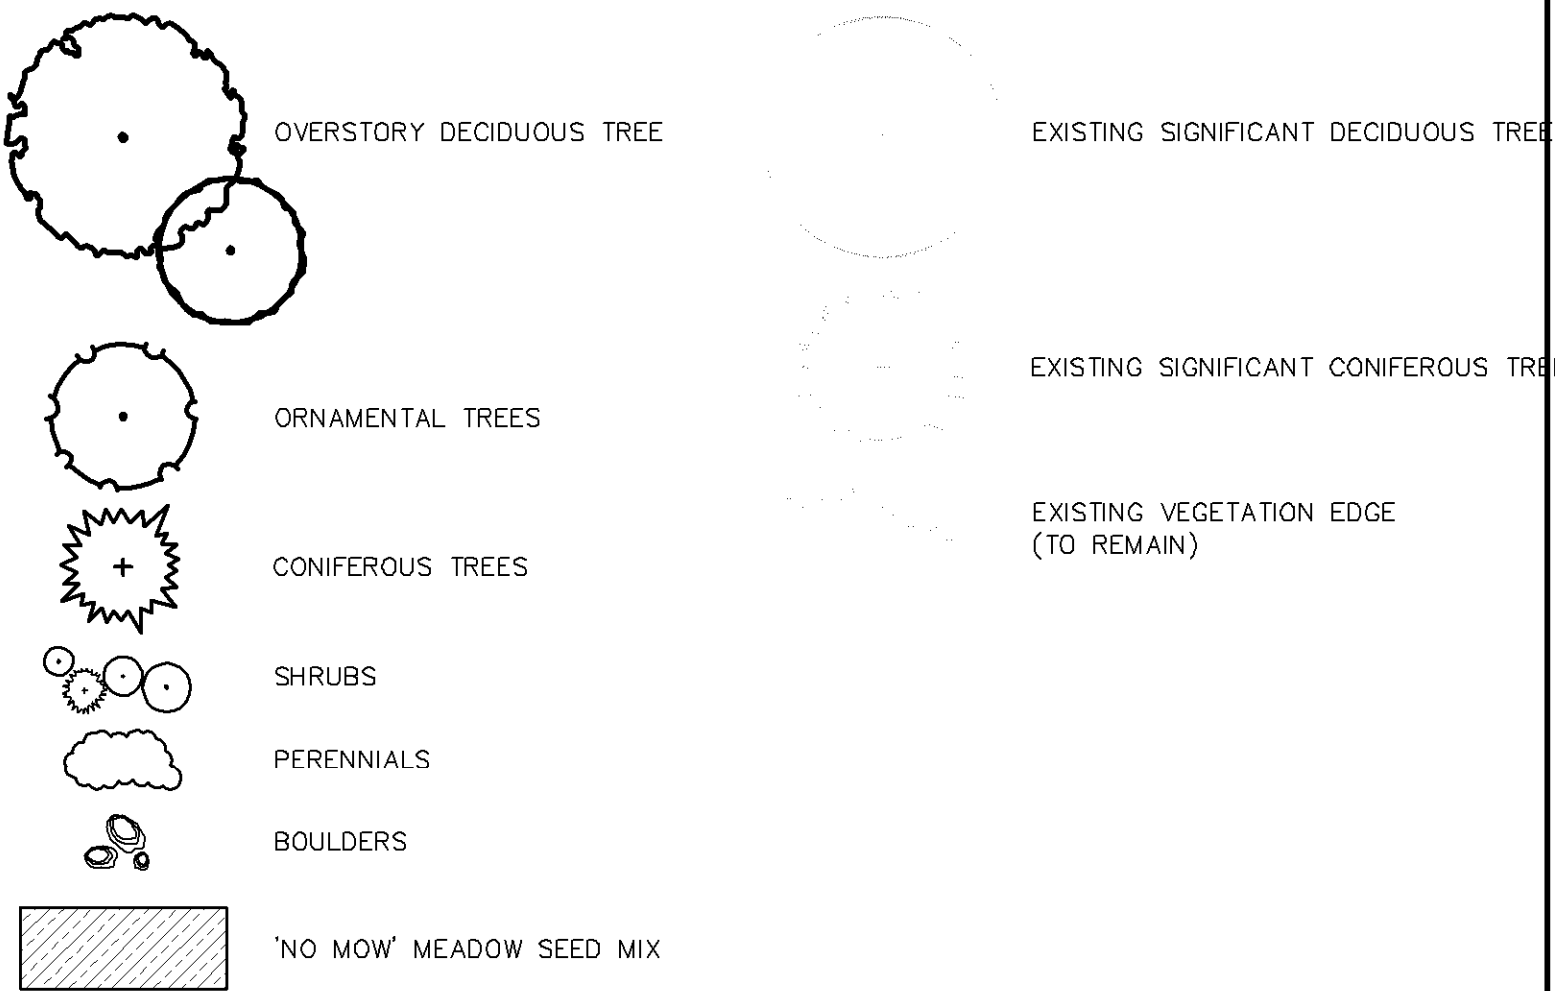 OVERSTORY DECIDUOUS TREE
ORNAMENTAL TREES
CONIFEROUS TREES
SHRUBS
PERENNIALS
BOULDERS
'NO MOW' MEADOW SEED MIX
EXISTING SIGNIFICANT DECIDUOUS TREE
EXISTING SIGNIFICANT CONIFEROUS TREE
EXISTING VEGETATION EDGE
(TO REMAIN)